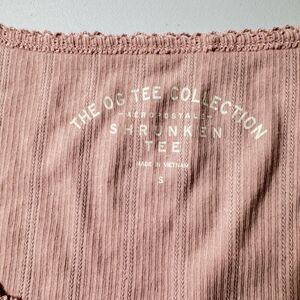 THE OG TEE COLLECTION
-AEROPOSTALE-
SHRUNKEN
TEE
MADE IN VIETNAM
S